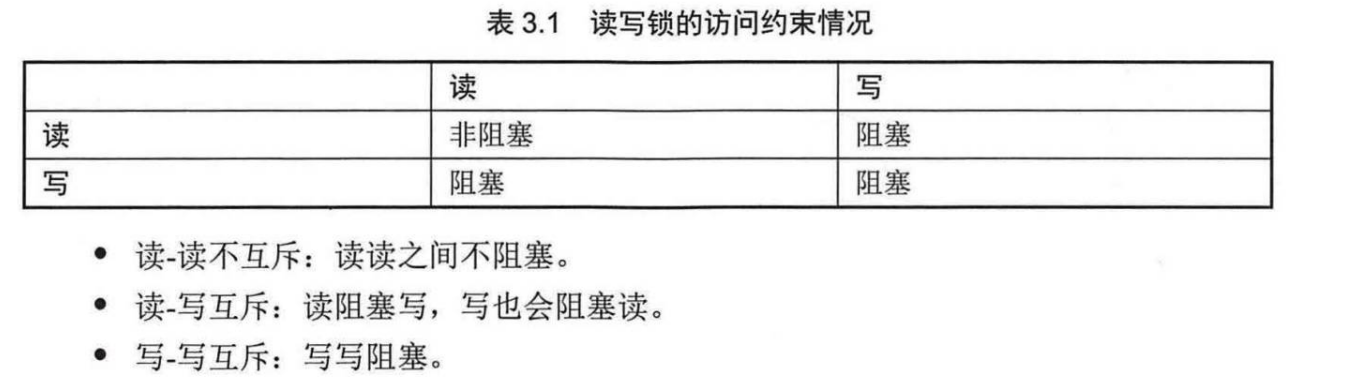 表 3.1 读写锁的访问约束情况
读 写
读 非阻塞 阻塞
写 阻塞 阻塞
• 读-读不互斥：读读之间不阻塞。
• 读-写互斥：读阻塞写，写也会阻塞读。
• 写-写互斥：写写阻塞。